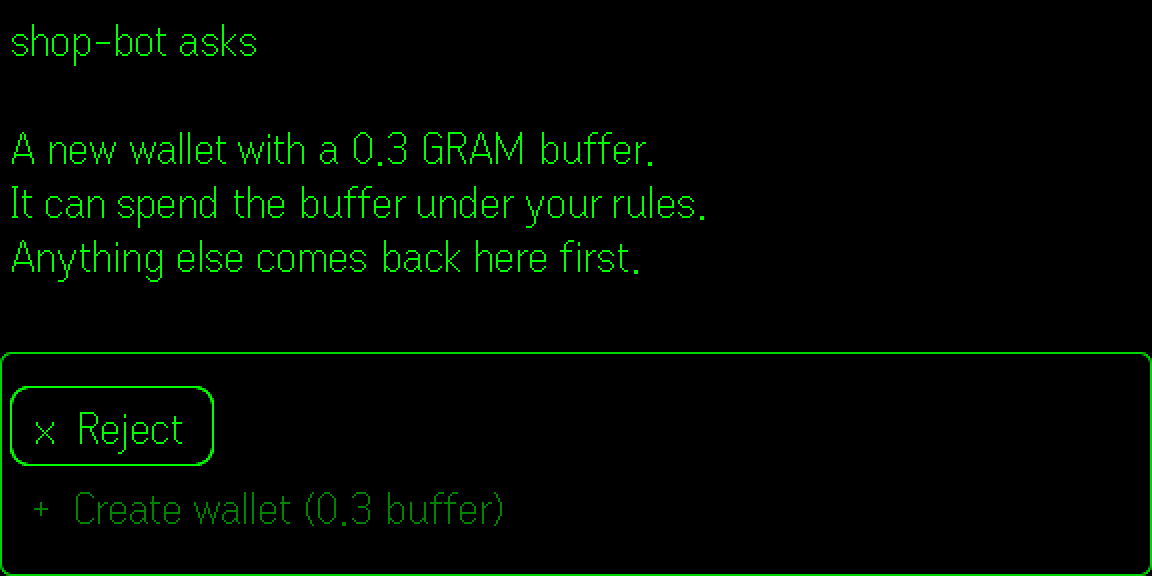 shop-bot asks
A new wallet with a 0.3 GRAM buffer.
It can spend the buffer under your rules.
Anything else comes back here first.
× Reject
+ Create wallet (0.3 buffer)